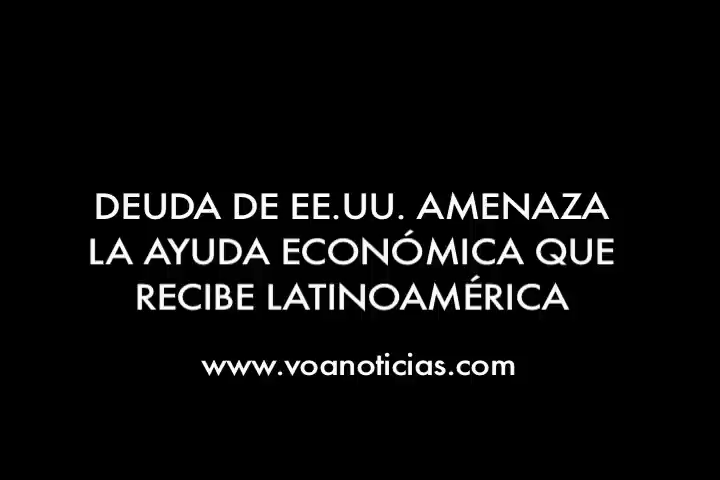 DEUDA DE EE.UU. AMENAZA
LA AYUDA ECONÓMICA QUE
RECIBE LATINOAMÉRICA
www.voanoticias.com